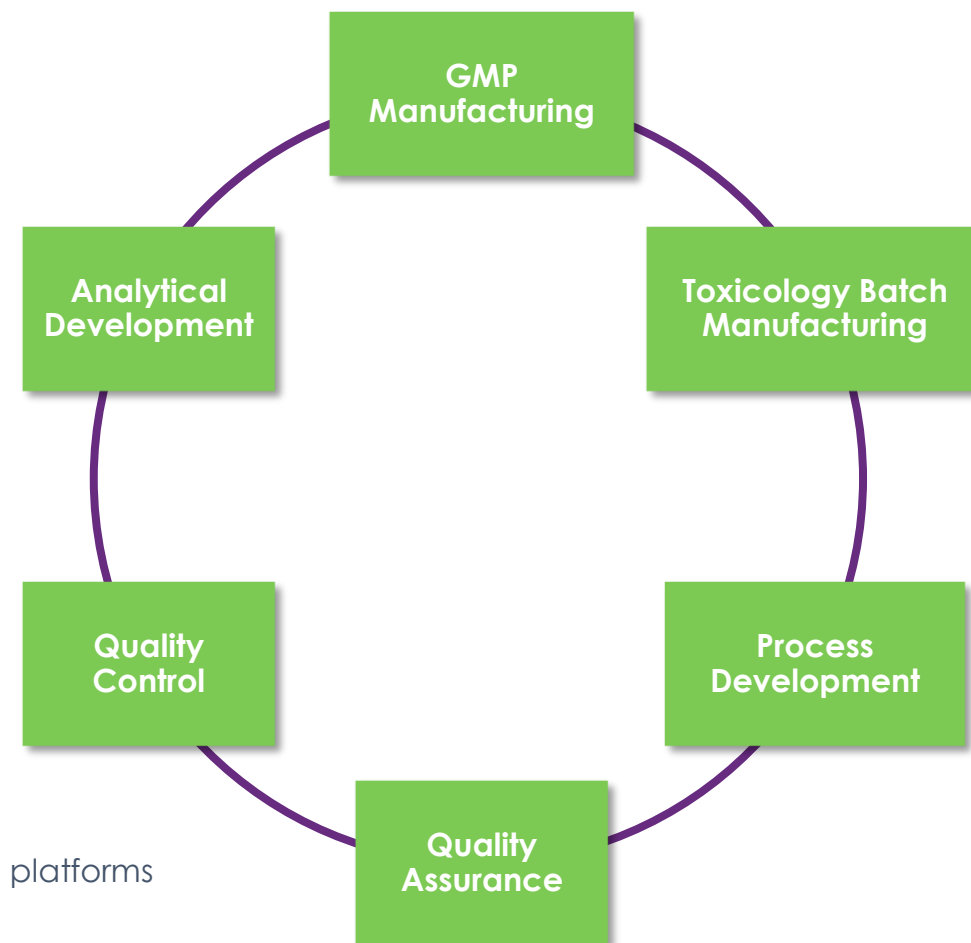 GMP
Manufacturing
Analytical
Development
Toxicology Batch
Manufacturing
Quality
Control
Process
Development
Quality
Assurance
platforms